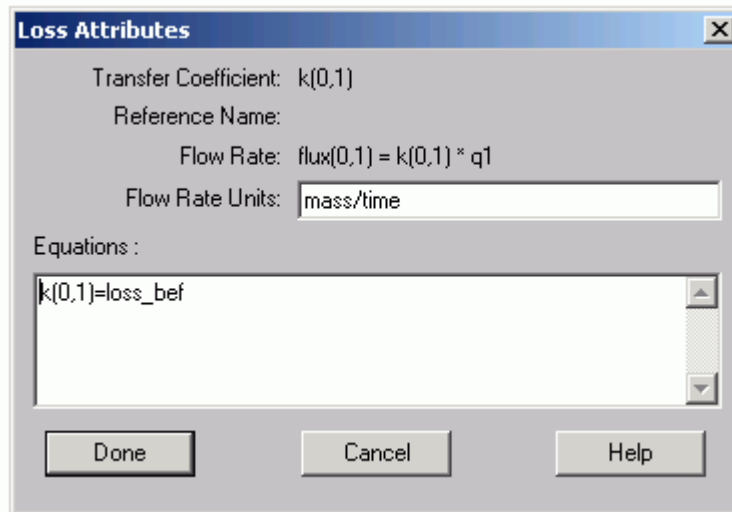 Loss Attributes
Transfer Coefficient: k(0,1)
Reference Name:
Flow Rate: flux(0,1) = k(0,1) * q1
Flow Rate Units: mass/time
Equations :
k(0,1)=loss_bef
Done Cancel Help